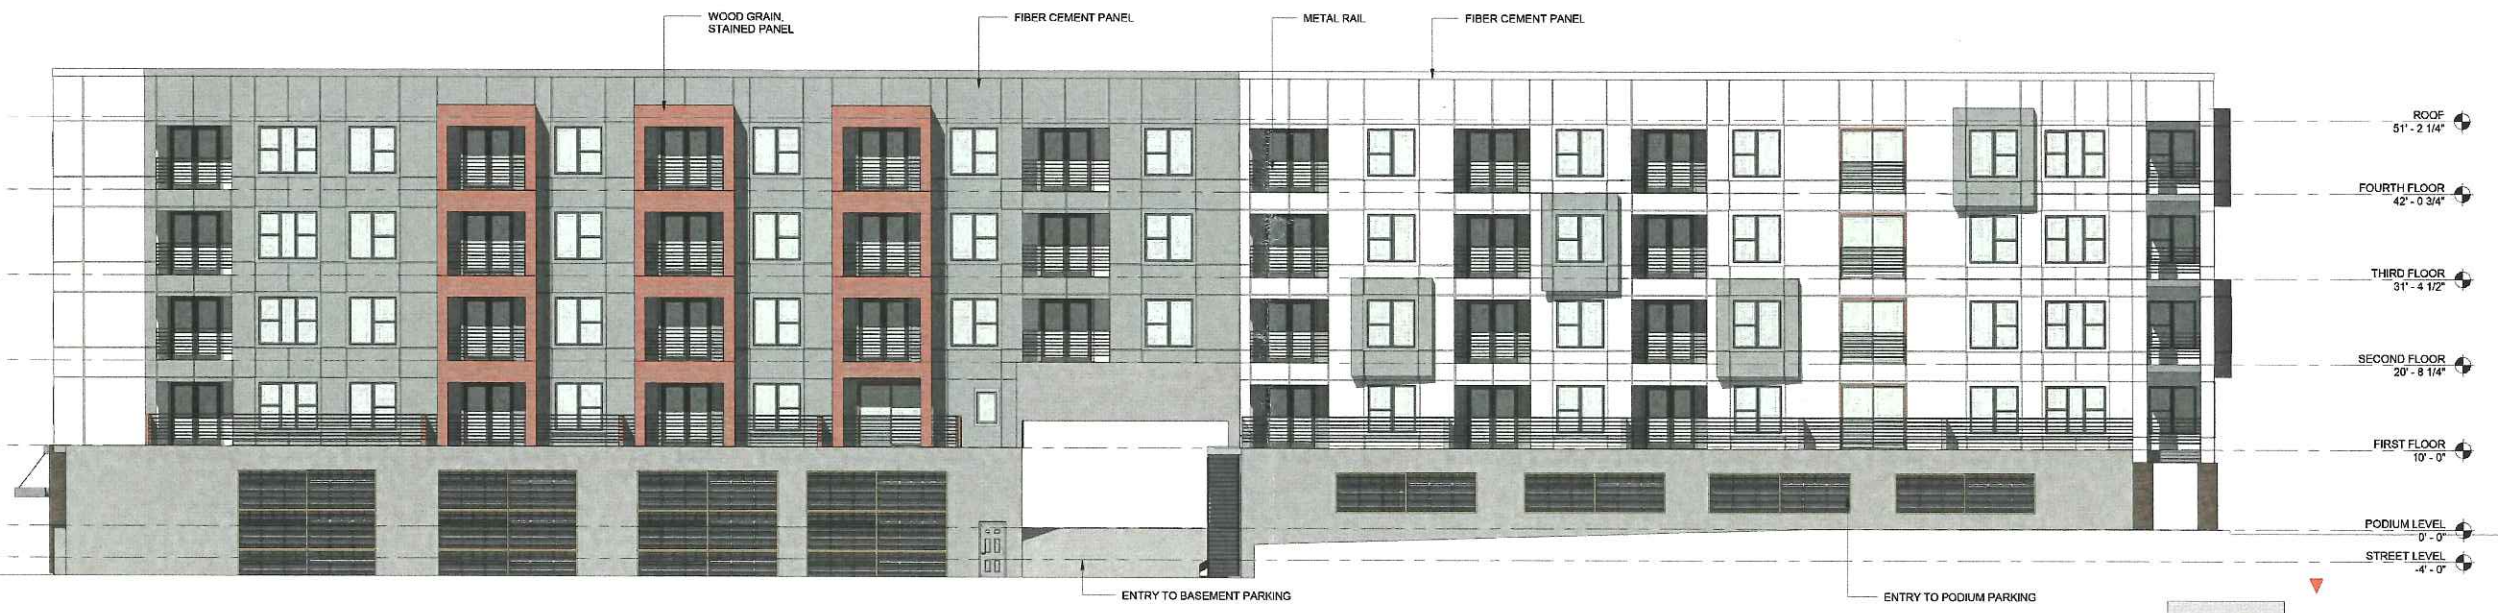 WOOD GRAIN,
STAINED PANEL
FIBER CEMENT PANEL
METAL RAIL
FIBER CEMENT PANEL
ROOF
51' - 2 1/4"
FOURTH FLOOR
42' - 0 3/4"
THIRD FLOOR
31' - 4 1/2"
SECOND FLOOR
20' - 8 1/4"
FIRST FLOOR
10' - 0"
PODIUM LEVEL
0' - 0"
STREET LEVEL
-4' - 0"
ENTRY TO BASEMENT PARKING
ENTRY TO PODIUM PARKING